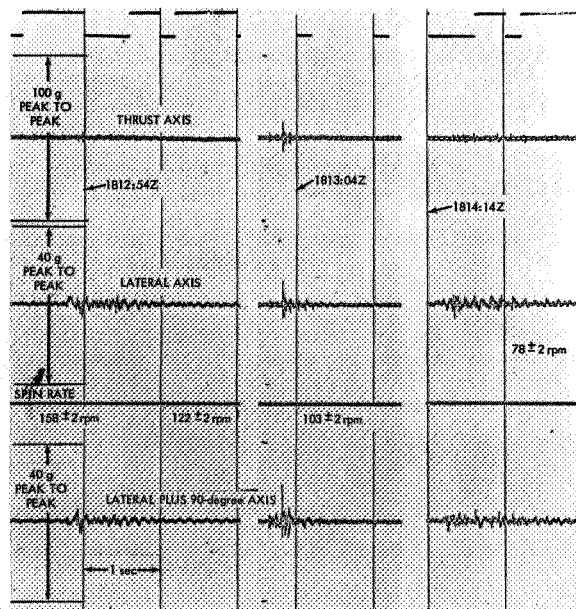 100 g
PEAK TO
PEAK
THRUST AXIS
1812:54Z
1813:04Z
1814:14Z
40 g
PEAK TO
PEAK
LATERAL AXIS
78 ± 2 rpm
SPIN RATE
158 ± 2 rpm
122 ± 2 rpm
103 ± 2 rpm
40 g
PEAK TO
PEAK
LATERAL PLUS 90-degree AXIS
1 sec